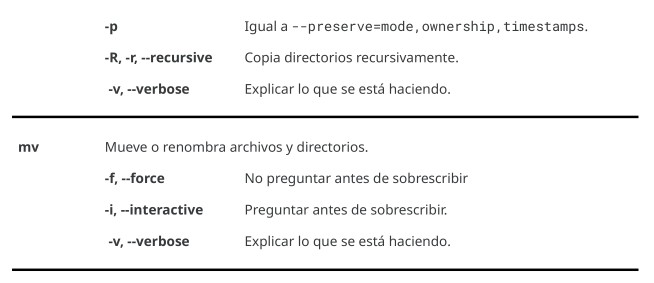 -p Igual a --preserve=mode,ownership,timestamps.
-R, -r, --recursive Copia directorios recursivamente.
-v, --verbose Explicar lo que se está haciendo.
mv Mueve o renombra archivos y directorios.
-f, --force No preguntar antes de sobrescribir
-i, --interactive Preguntar antes de sobrescribir.
-v, --verbose Explicar lo que se está haciendo.